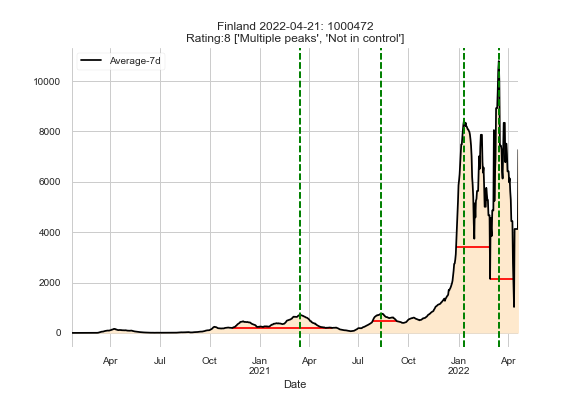 Finland 2022-04-21: 1000472
Rating:8 ['Multiple peaks', 'Not in control']
Average-7d
10000
8000
6000
4000
2000
0
Apr Jul Oct Jan Apr Jul Oct Jan Apr
2021 2022
Date